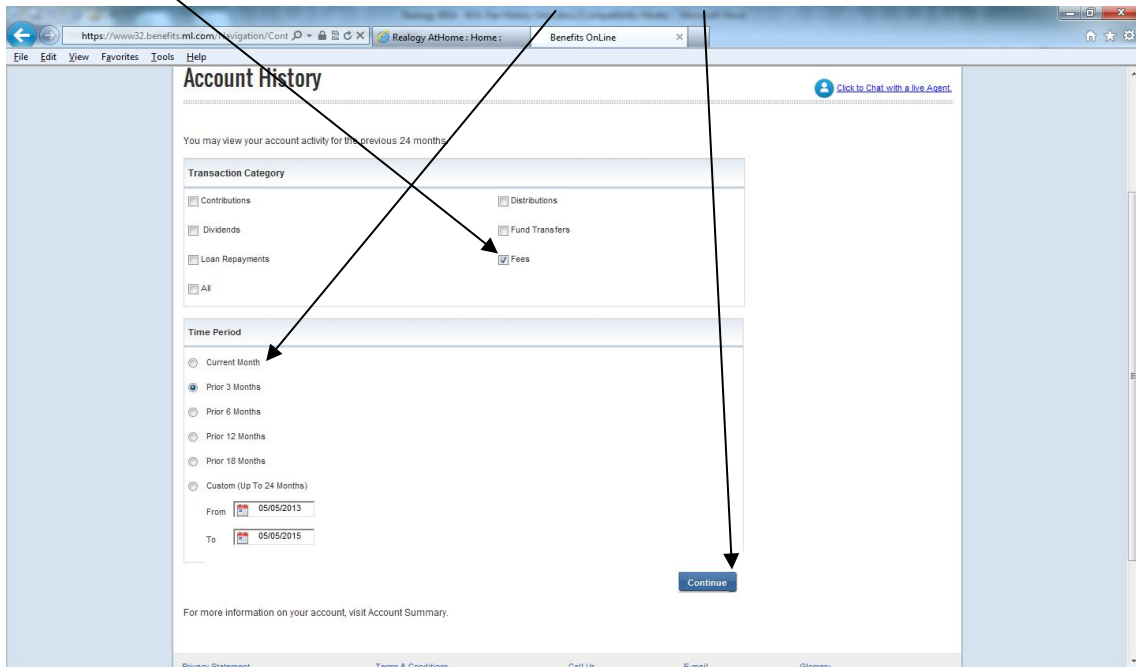 https://www32.benefits.ml.com/Navigation/Cont
Realogy AtHome : Home :
Benefits OnLine
File Edit View Favorites Tools Help
Account History
Click to Chat with a live Agent.
You may view your account activity for the previous 24 months
Transaction Category
Contributions
Distributions
Dividends
Fund Transfers
Loan Repayments
Fees
All
Time Period
Current Month
Prior 3 Months
Prior 6 Months
Prior 12 Months
Prior 18 Months
Custom (Up To 24 Months)
From 05/05/2013
To 05/05/2015
Continue
For more information on your account, visit Account Summary.
Privacy Statement Terms & Conditions Call Us E-mail Glossary